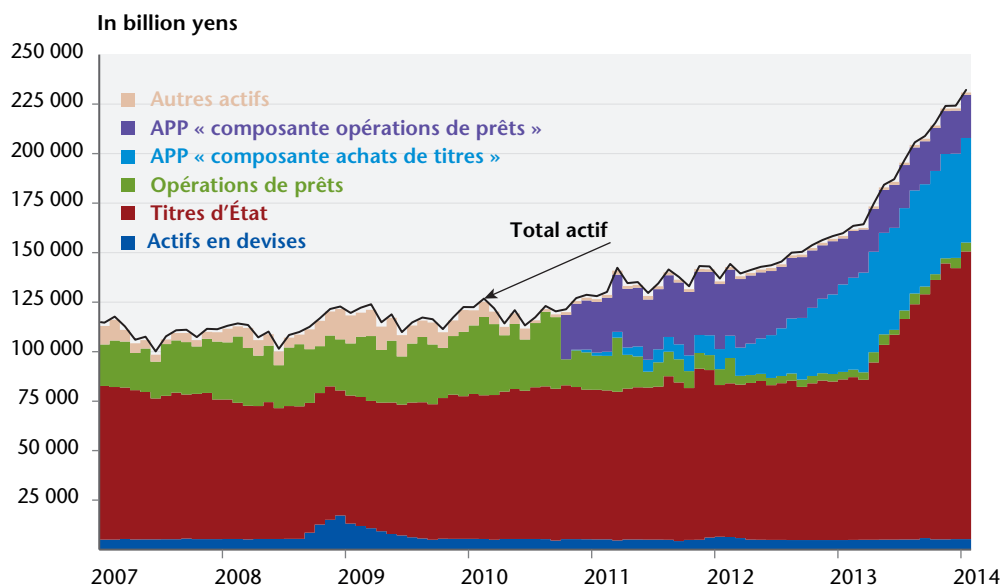 In billion yens
250 000
225 000
200 000
175 000
150 000
125 000
100 000
75 000
50 000
25 000
Autres actifs
APP « composante opérations de prêts »
APP « composante achats de titres »
Opérations de prêts
Titres d'État
Actifs en devises
Total actif
2007 2008 2009 2010 2011 2012 2013 2014